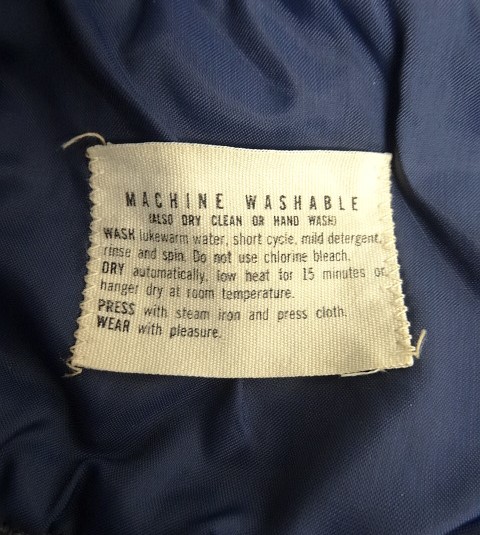 MACHINE WASHABLE
(ALSO DRY CLEAN OR HAND WASH)
WASH lukewarm water, short cycle, mild detergent,
rinse and spin. Do not use chlorine bleach.
DRY automatically, low heat for 15 minutes or
hanger dry at room temperature.
PRESS with steam iron and press cloth.
WEAR with pleasure.